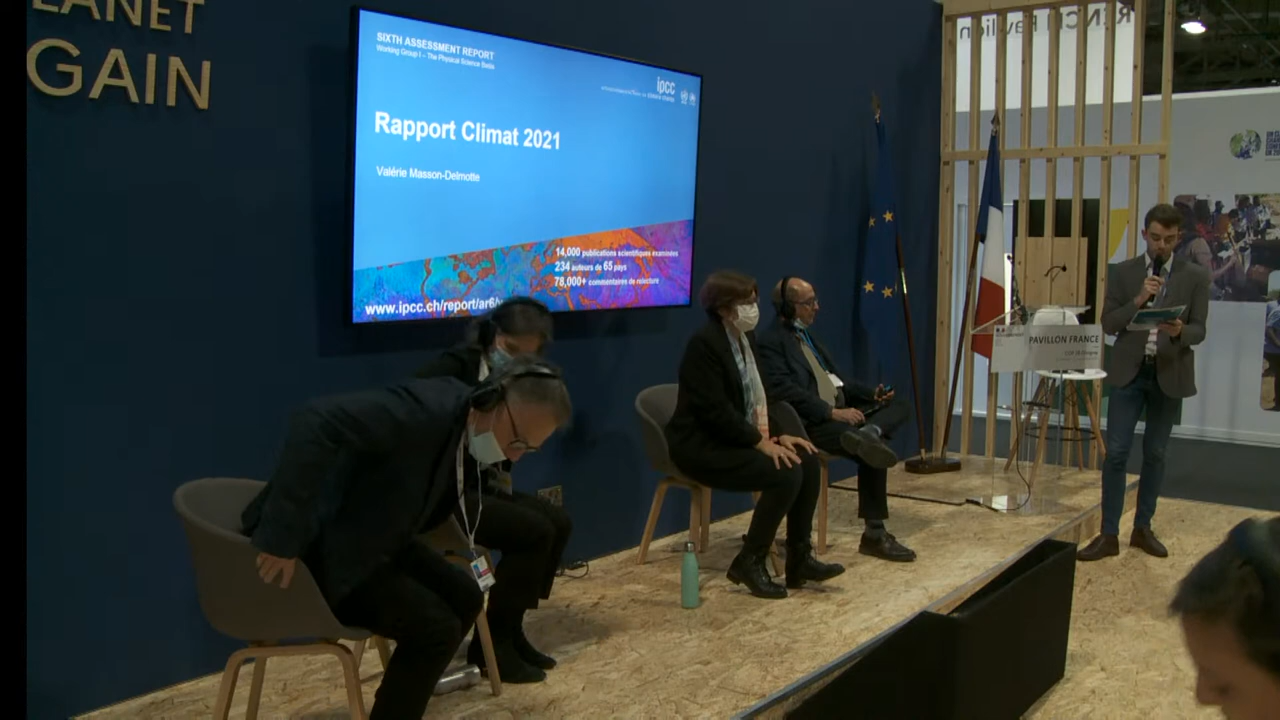 LANET
GAIN
SIXTH ASSESSMENT REPORT
Working Group I – The Physical Science Basis
ipcc
Rapport Climat 2021
Valérie Masson-Delmotte
14,000 publications scientifiques examinées
234 auteurs de 65 pays
78,000+ commentaires de relecture
www.ipcc.ch/report/ar6/
PAVILLON FRANCE